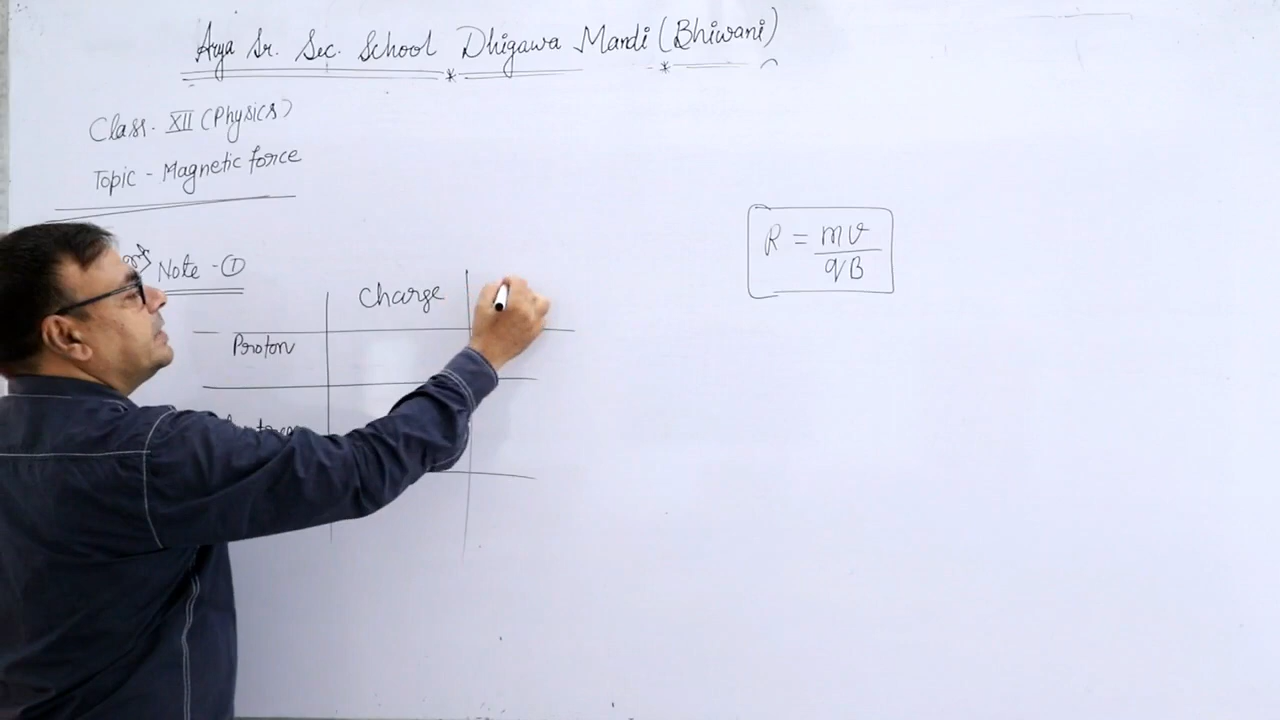 Arya Sr. Sec. School Dhigawa Mandi (Bhiwani)
Class - XII (Physics)
Topic - Magnetic force
Note - ①
Charge
Proton
R = mv / qB